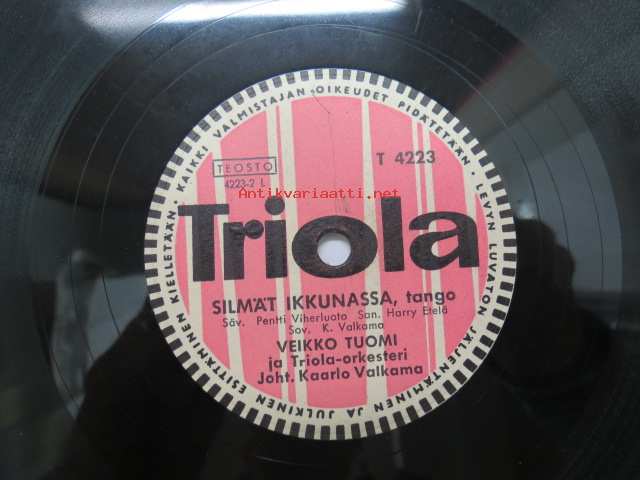 KAIKKI VALMISTAJAN OIKEUDET PIDÄTETÄÄN - LEVYN LUVATON JÄLJENTÄMINEN JA JULKINEN ESITTÄMINEN KIELLETÄÄN -
TEOSTO
4223-2 L
T 4223
Antikvariaatti.net
Triola
SILMÄT IKKUNASSA, tango
Säv. Pentti Viherluoto San. Harry Etelä
Sov. K. Valkama
VEIKKO TUOMI
ja Triola-orkesteri
Joht. Kaarlo Valkama